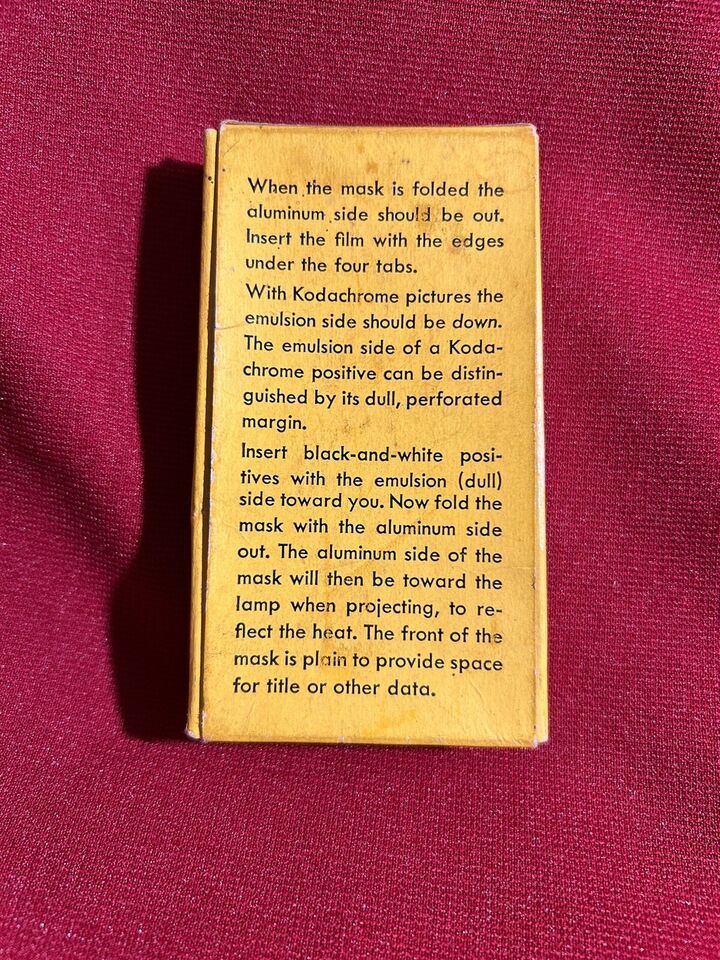 When the mask is folded the
aluminum side should be out.
Insert the film with the edges
under the four tabs.
With Kodachrome pictures the
emulsion side should be down.
The emulsion side of a Koda-
chrome positive can be distin-
guished by its dull, perforated
margin.
Insert black-and-white posi-
tives with the emulsion (dull)
side toward you. Now fold the
mask with the aluminum side
out. The aluminum side of the
mask will then be toward the
lamp when projecting, to re-
flect the heat. The front of the
mask is plain to provide space
for title or other data.